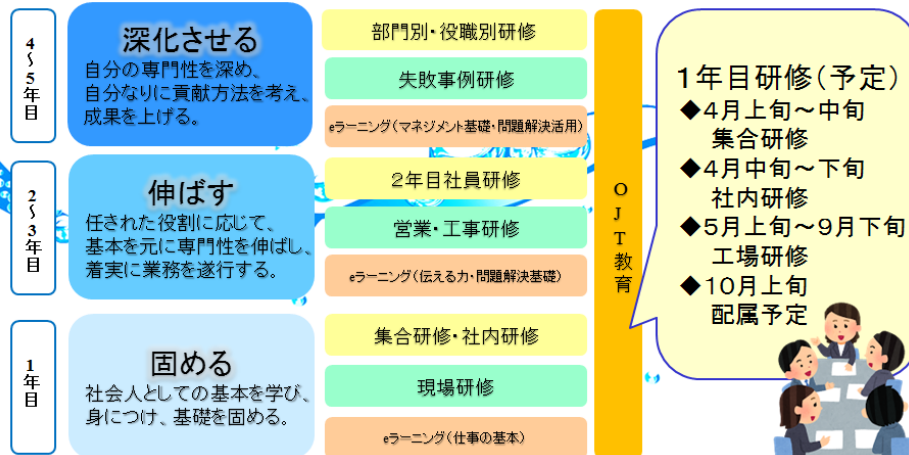 4～5年目
深化させる
自分の専門性を深め、
自分なりに貢献方法を考え、
成果を上げる。
部門別・役職別研修
失敗事例研修
eラーニング(マネジメント基礎・問題解決活用)
2～3年目
伸ばす
任された役割に応じて、
基本を元に専門性を伸ばし、
着実に業務を遂行する。
2年目社員研修
営業・工事研修
eラーニング(伝える力・問題解決基礎)
1年目
固める
社会人としての基本を学び、
身につけ、基礎を固める。
集合研修・社内研修
現場研修
eラーニング(仕事の基本)
OJT教育
1年目研修(予定)
◆4月上旬～中旬
集合研修
◆4月中旬～下旬
社内研修
◆5月上旬～9月下旬
工場研修
◆10月上旬
配属予定